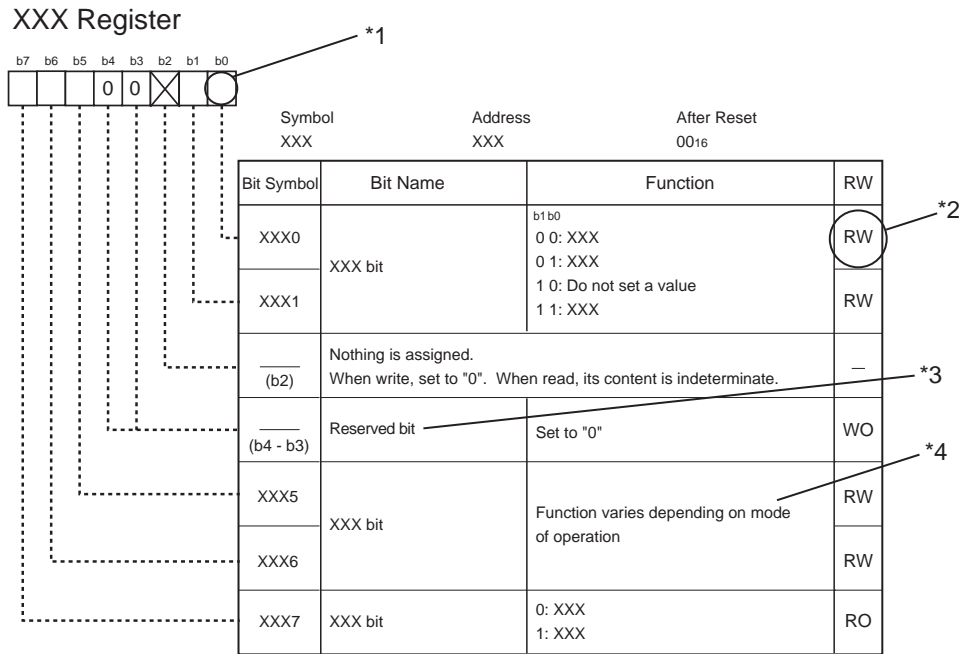 XXX Register
*1
b7 b6 b5 b4 b3 b2 b1 b0
0 0
Symbol Address After Reset
XXX XXX 0016
Bit Symbol Bit Name Function RW
*2
XXX0
XXX bit
b1 b0
0 0: XXX
0 1: XXX
1 0: Do not set a value
1 1: XXX
RW
XXX1
RW
(b2)
Nothing is assigned.
When write, set to "0". When read, its content is indeterminate.
–
*3
(b4 - b3)
Reserved bit
Set to "0"
WO
*4
XXX5
XXX bit
Function varies depending on mode
of operation
RW
XXX6
RW
XXX7
XXX bit
0: XXX
1: XXX
RO